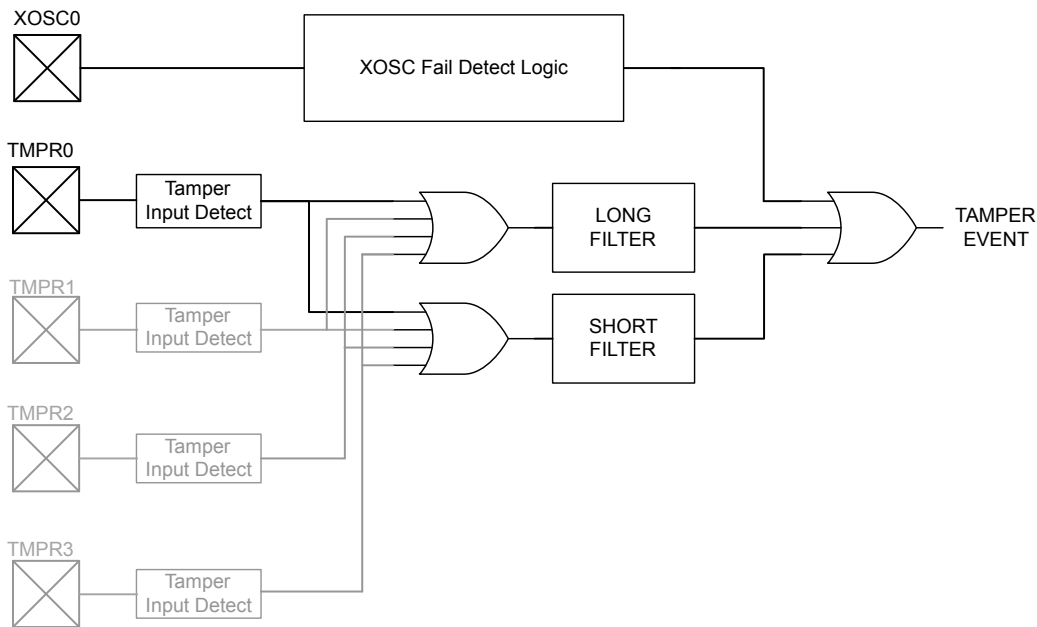 XOSC0
XOSC Fail Detect Logic
TMPR0
Tamper
Input Detect
LONG
FILTER
TAMPER
EVENT
TMPR1
Tamper
Input Detect
SHORT
FILTER
TMPR2
Tamper
Input Detect
TMPR3
Tamper
Input Detect